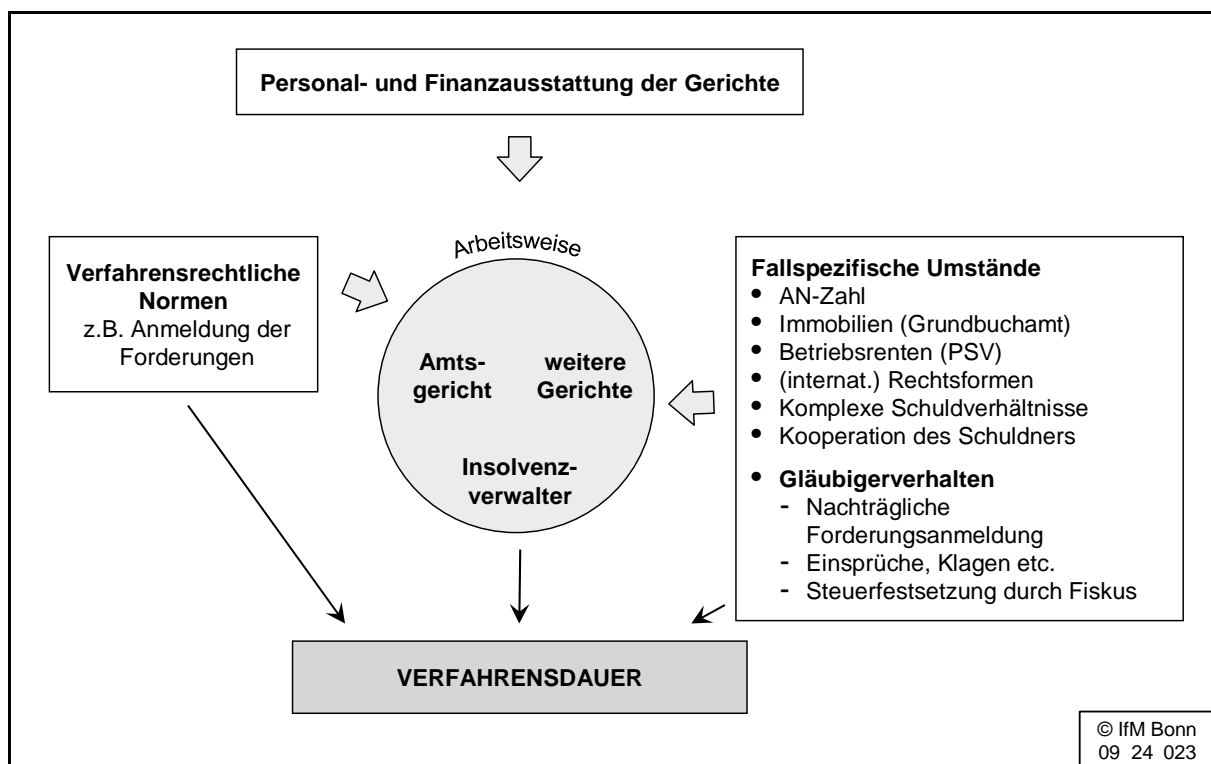 Personal- und Finanzausstattung der Gerichte
Verfahrensrechtliche
Normen
z.B. Anmeldung der
Forderungen
Arbeitsweise
Amts-
gericht
weitere
Gerichte
Insolvenz-
verwalter
Fallspezifische Umstände
• AN-Zahl
• Immobilien (Grundbuchamt)
• Betriebsrenten (PSV)
• (internat.) Rechtsformen
• Komplexe Schuldverhältnisse
• Kooperation des Schuldners
• Gläubigerverhalten
- Nachträgliche
Forderungsanmeldung
- Einsprüche, Klagen etc.
- Steuerfestsetzung durch Fiskus
VERFAHRENSDAUER
© IfM Bonn
09 24 023